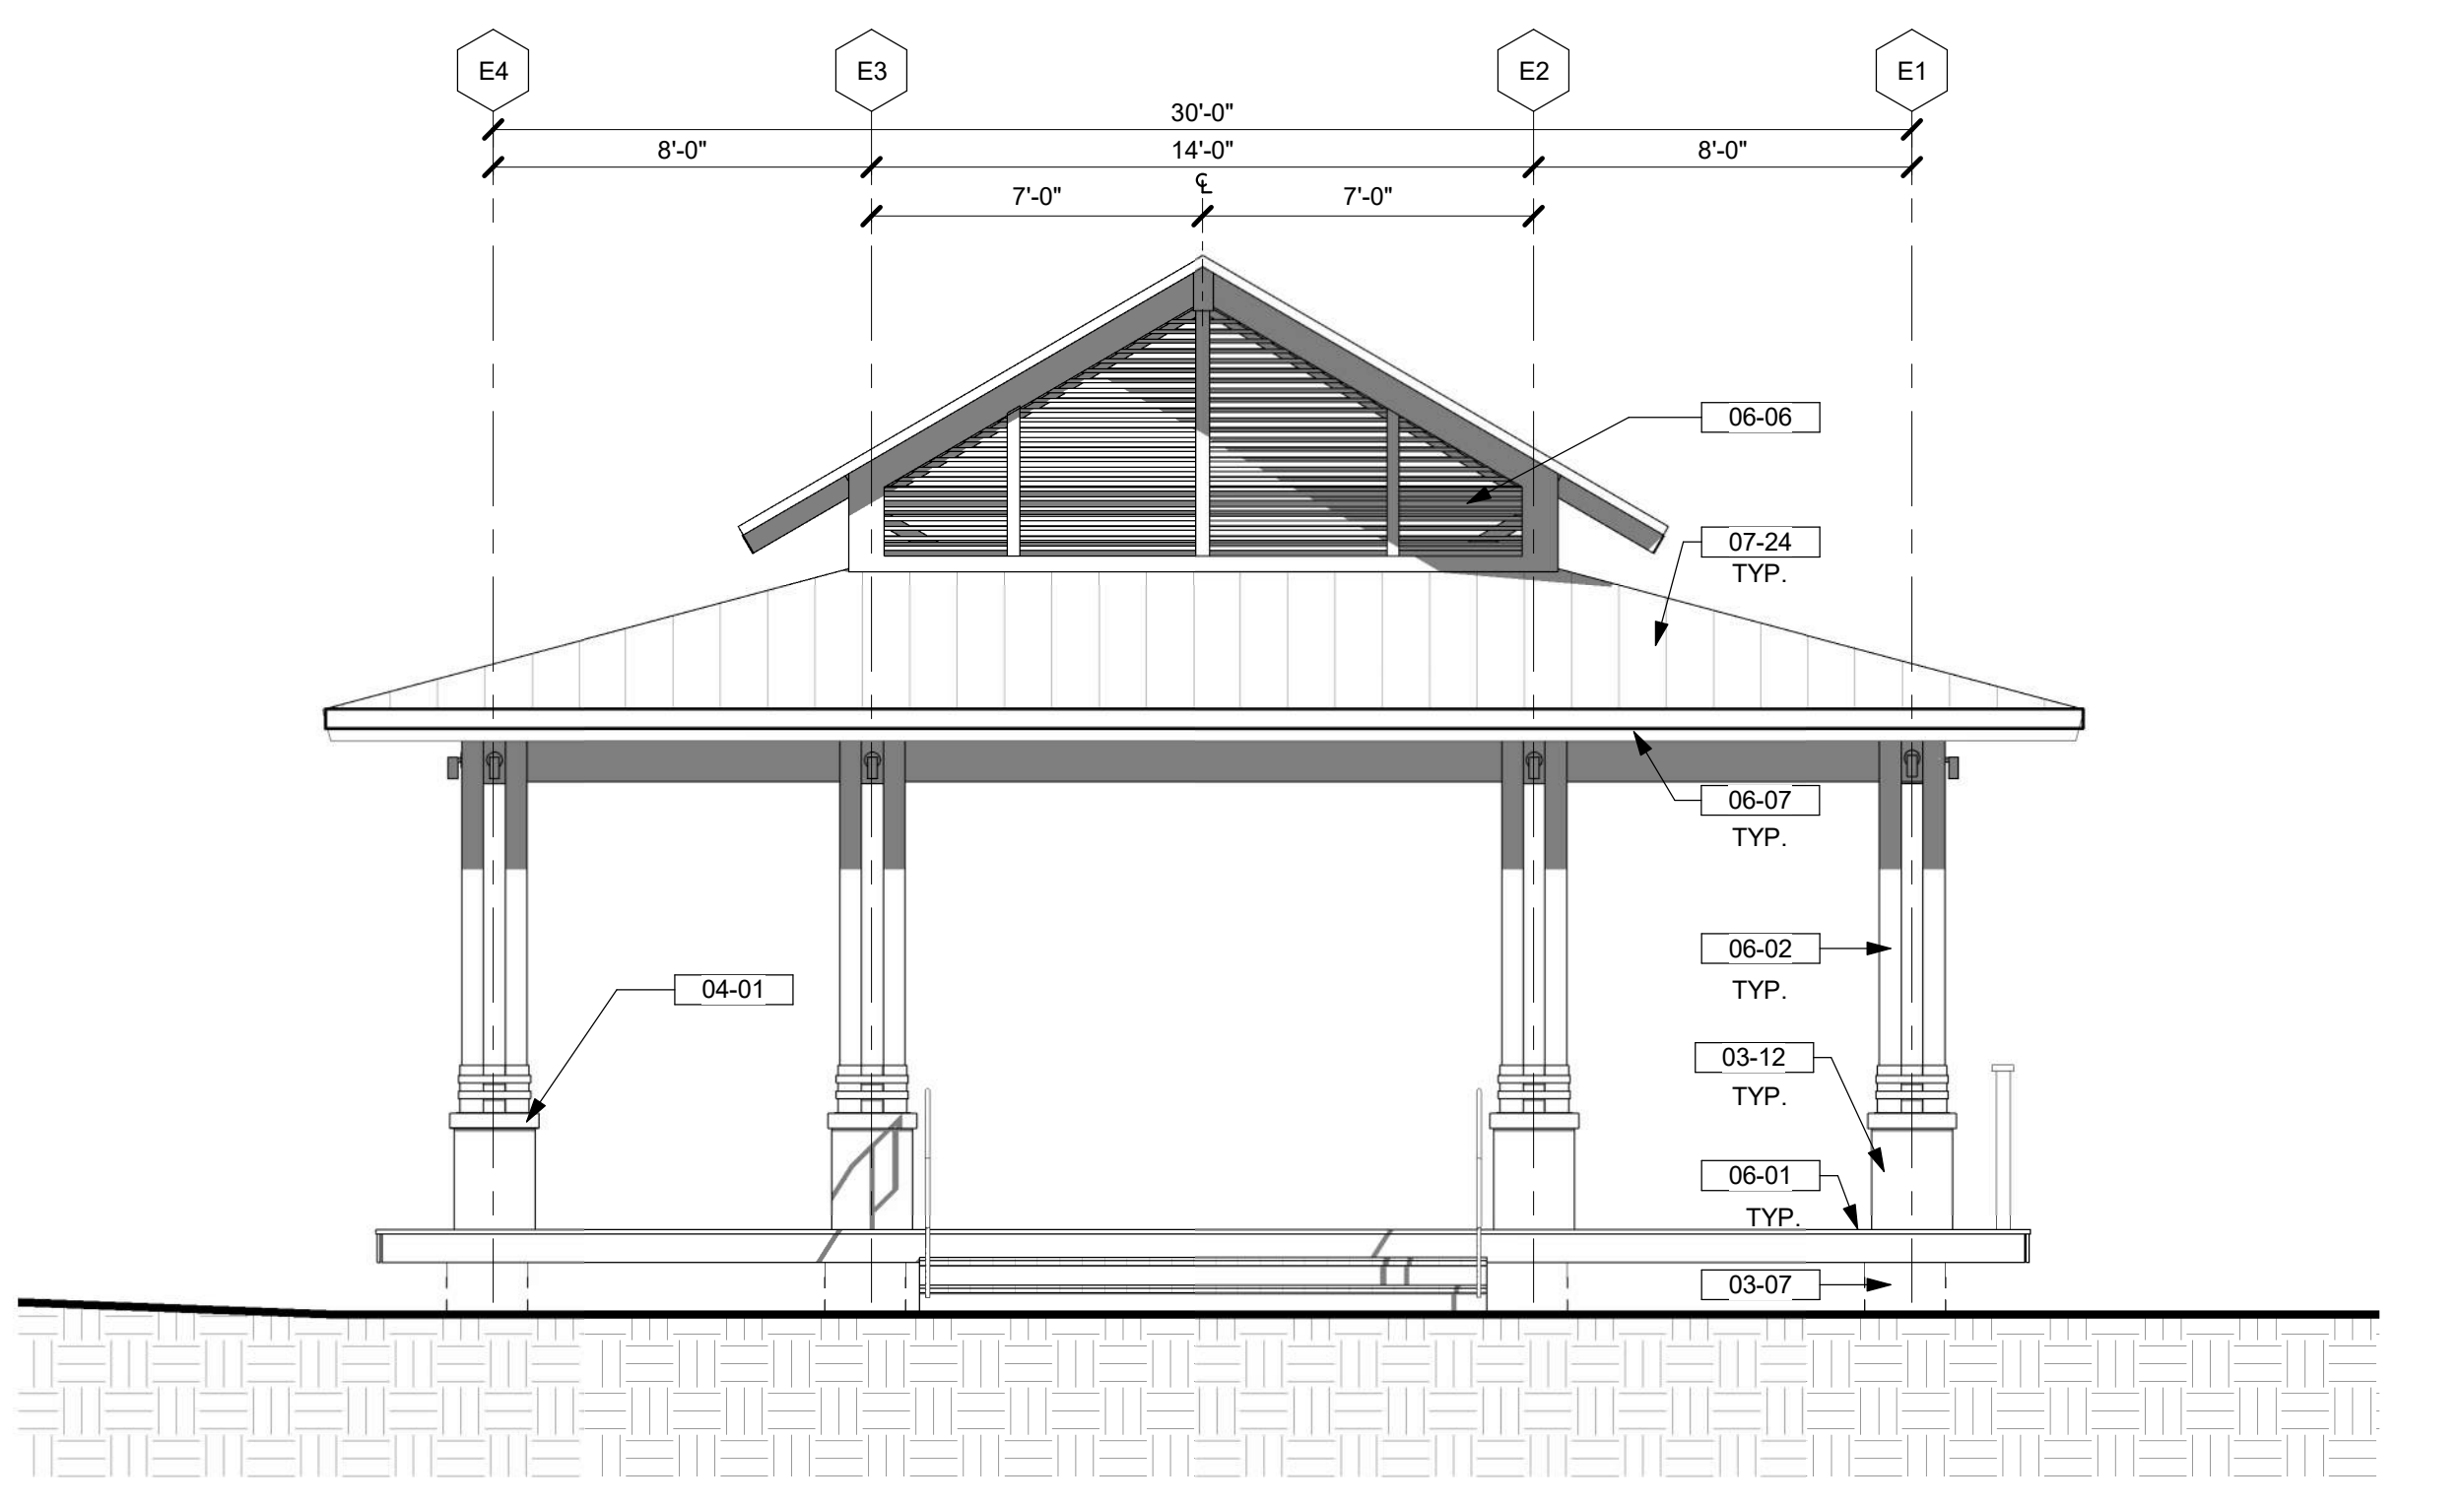 E4
E3
E2
E1
30'-0"
8'-0"
14'-0"
8'-0"
℄
7'-0"
7'-0"
06-06
07-24
TYP.
06-07
TYP.
06-02
TYP.
04-01
03-12
TYP.
06-01
TYP.
03-07